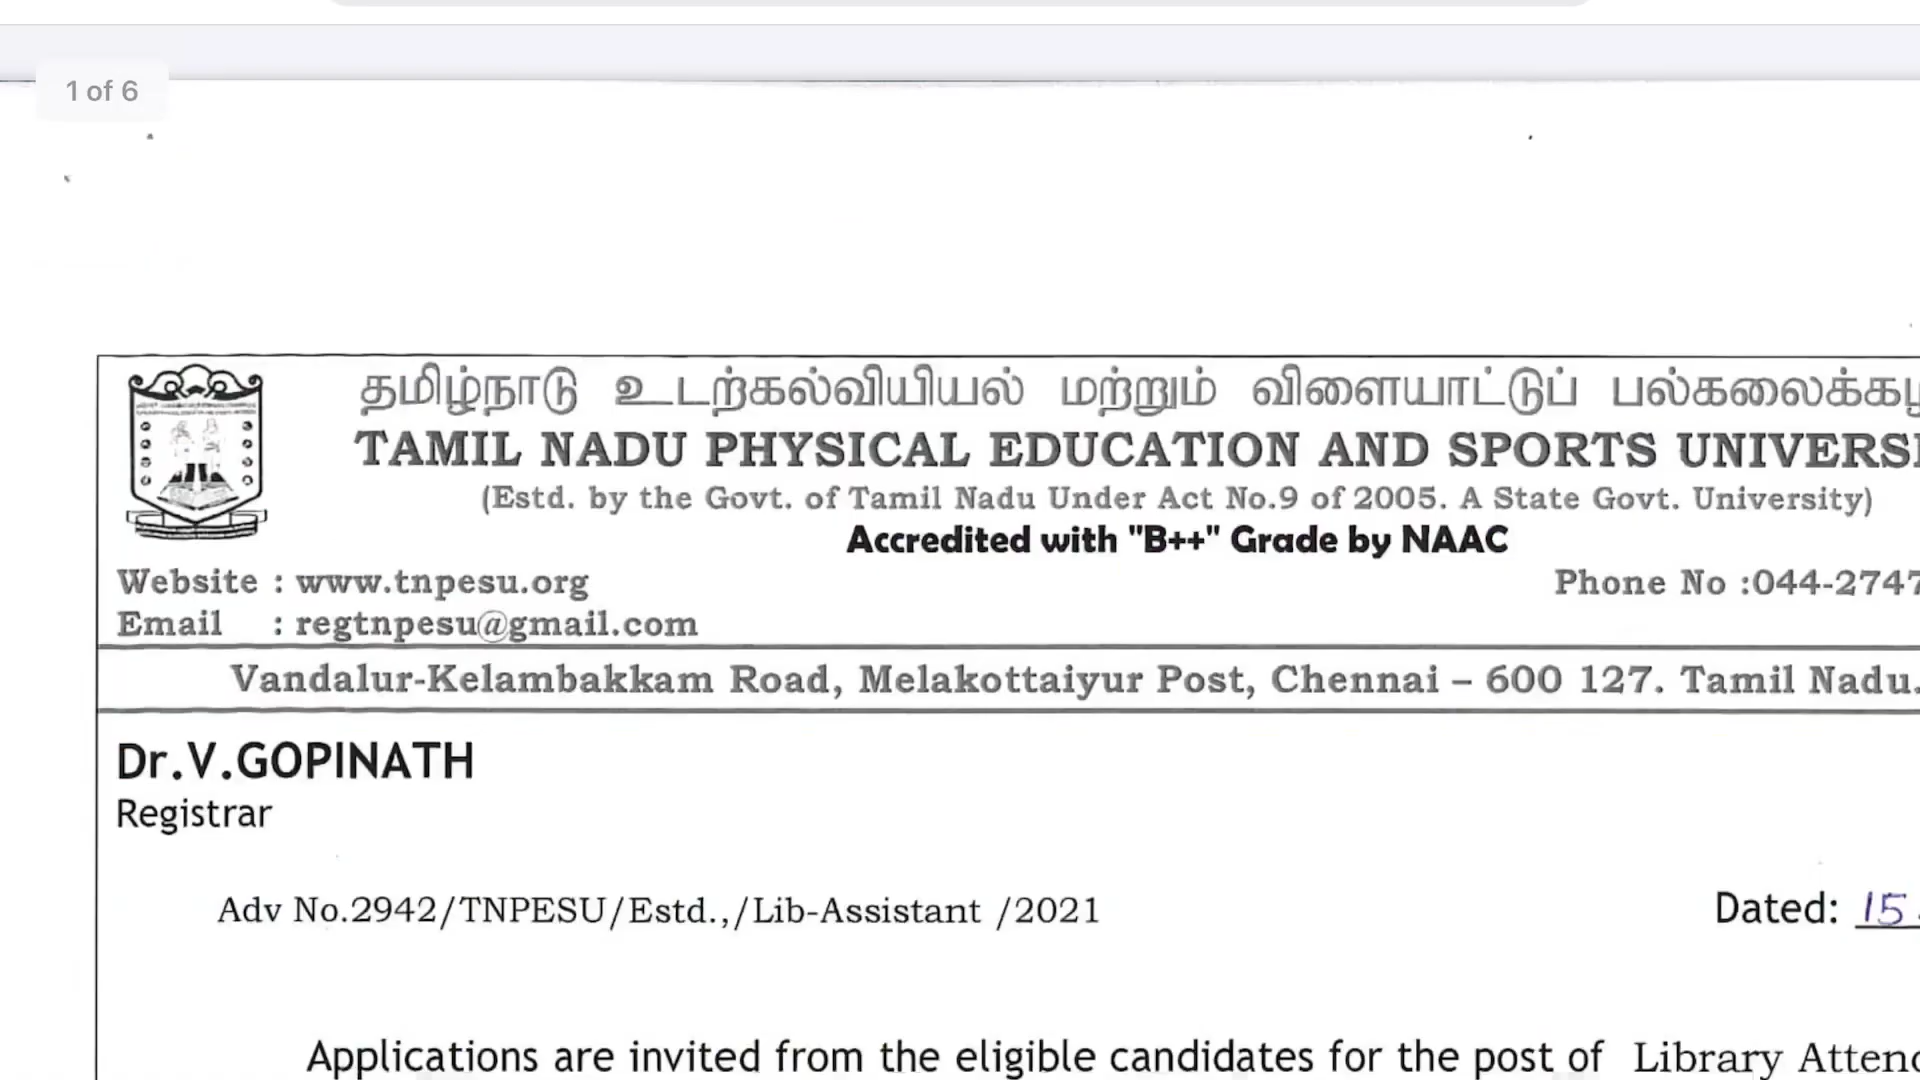 1 of 6
தமிழ்நாடு உடற்கல்வியியல் மற்றும் விளையாட்டுப்
TAMIL NADU PHYSICAL EDUCATION AND SPORTS UNIVERSI
(Estd. by the Govt. of Tamil Nadu Under Act No.9 of 2005. A State Govt. University)
Accredited with "B++" Grade by NAAC
Website : www.tnpesu.org
Phone No :044-2747
Email : regtnpesu@gmail.com
Vandalur-Kelambakkam Road, Melakottaiyur Post, Chennai – 600 127. Tamil Nadu.
Dr.V.GOPINATH
Registrar
Adv No.2942/TNPESU/Estd.,/Lib-Assistant /2021
Dated: 15.
Applications are invited from the eligible candidates for the post of Library Atten